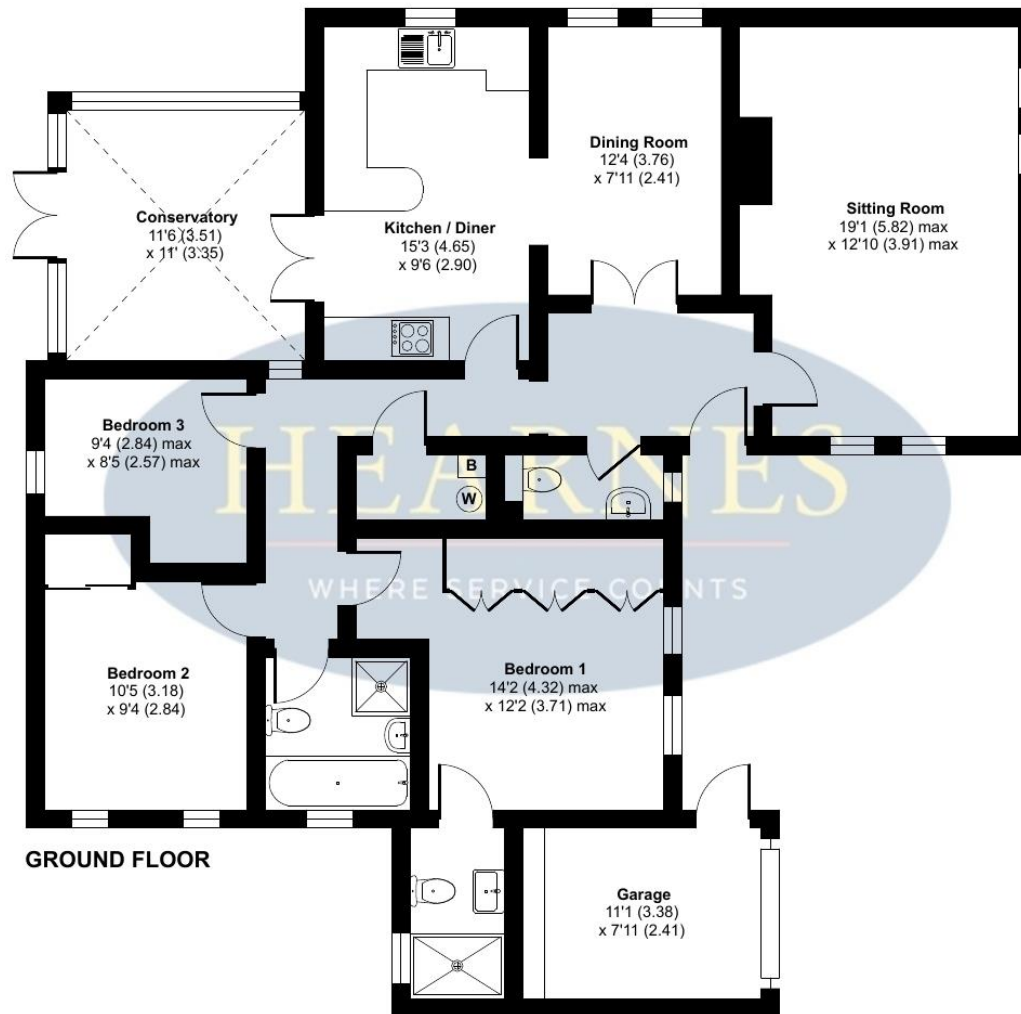 Dining Room
12'4 (3.76)
x 7'11 (2.41)
Sitting Room
19'1 (5.82) max
x 12'10 (3.91) max
Conservatory
11'6 (3.51)
x 11' (3.35)
Kitchen / Diner
15'3 (4.65)
x 9'6 (2.90)
Bedroom 3
9'4 (2.84) max
x 8'5 (2.57) max
HEARNES
B
W
WHERE SERVICE COUNTS
Bedroom 2
10'5 (3.18)
x 9'4 (2.84)
Bedroom 1
14'2 (4.32) max
x 12'2 (3.71) max
GROUND FLOOR
Garage
11'1 (3.38)
x 7'11 (2.41)